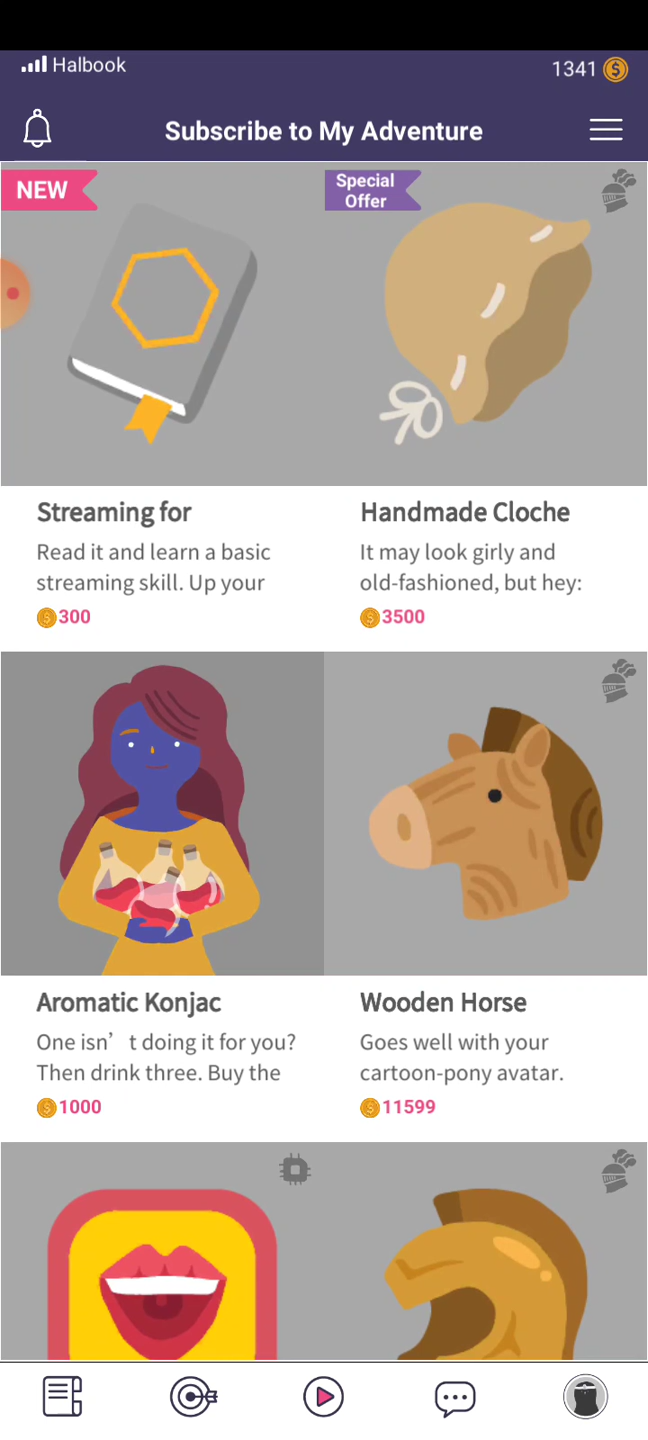 Halbook
1341
Subscribe to My Adventure
NEW
Special
Offer
Streaming for
Read it and learn a basic
streaming skill. Up your
300
Handmade Cloche
It may look girly and
old-fashioned, but hey:
3500
Aromatic Konjac
One isn’t doing it for you?
Then drink three. Buy the
1000
Wooden Horse
Goes well with your
cartoon-pony avatar.
11599